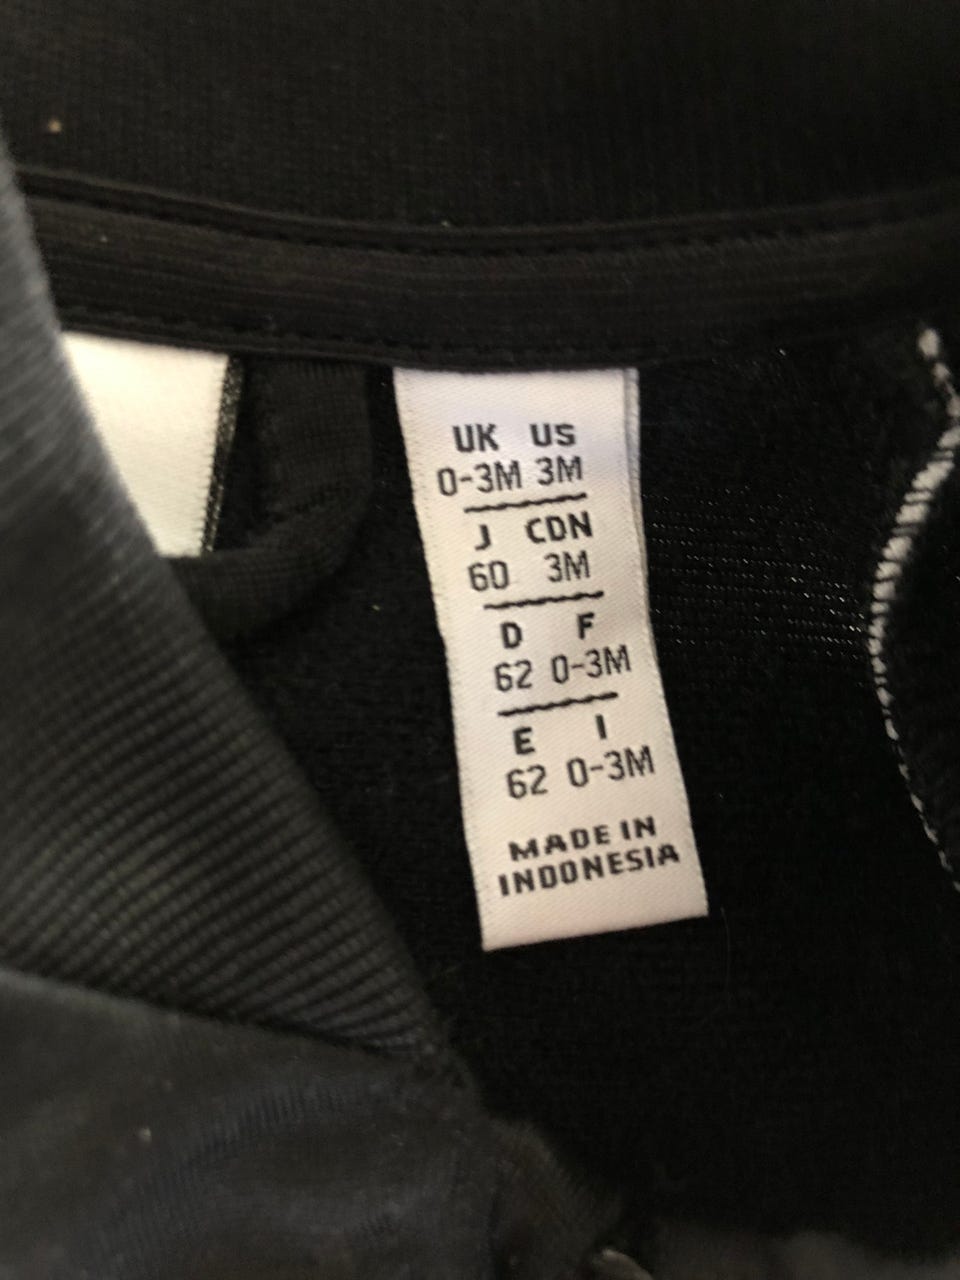 UK US
0-3M 3M
J CDN
60 3M
D F
62 0-3M
E I
62 0-3M
MADE IN
INDONESIA